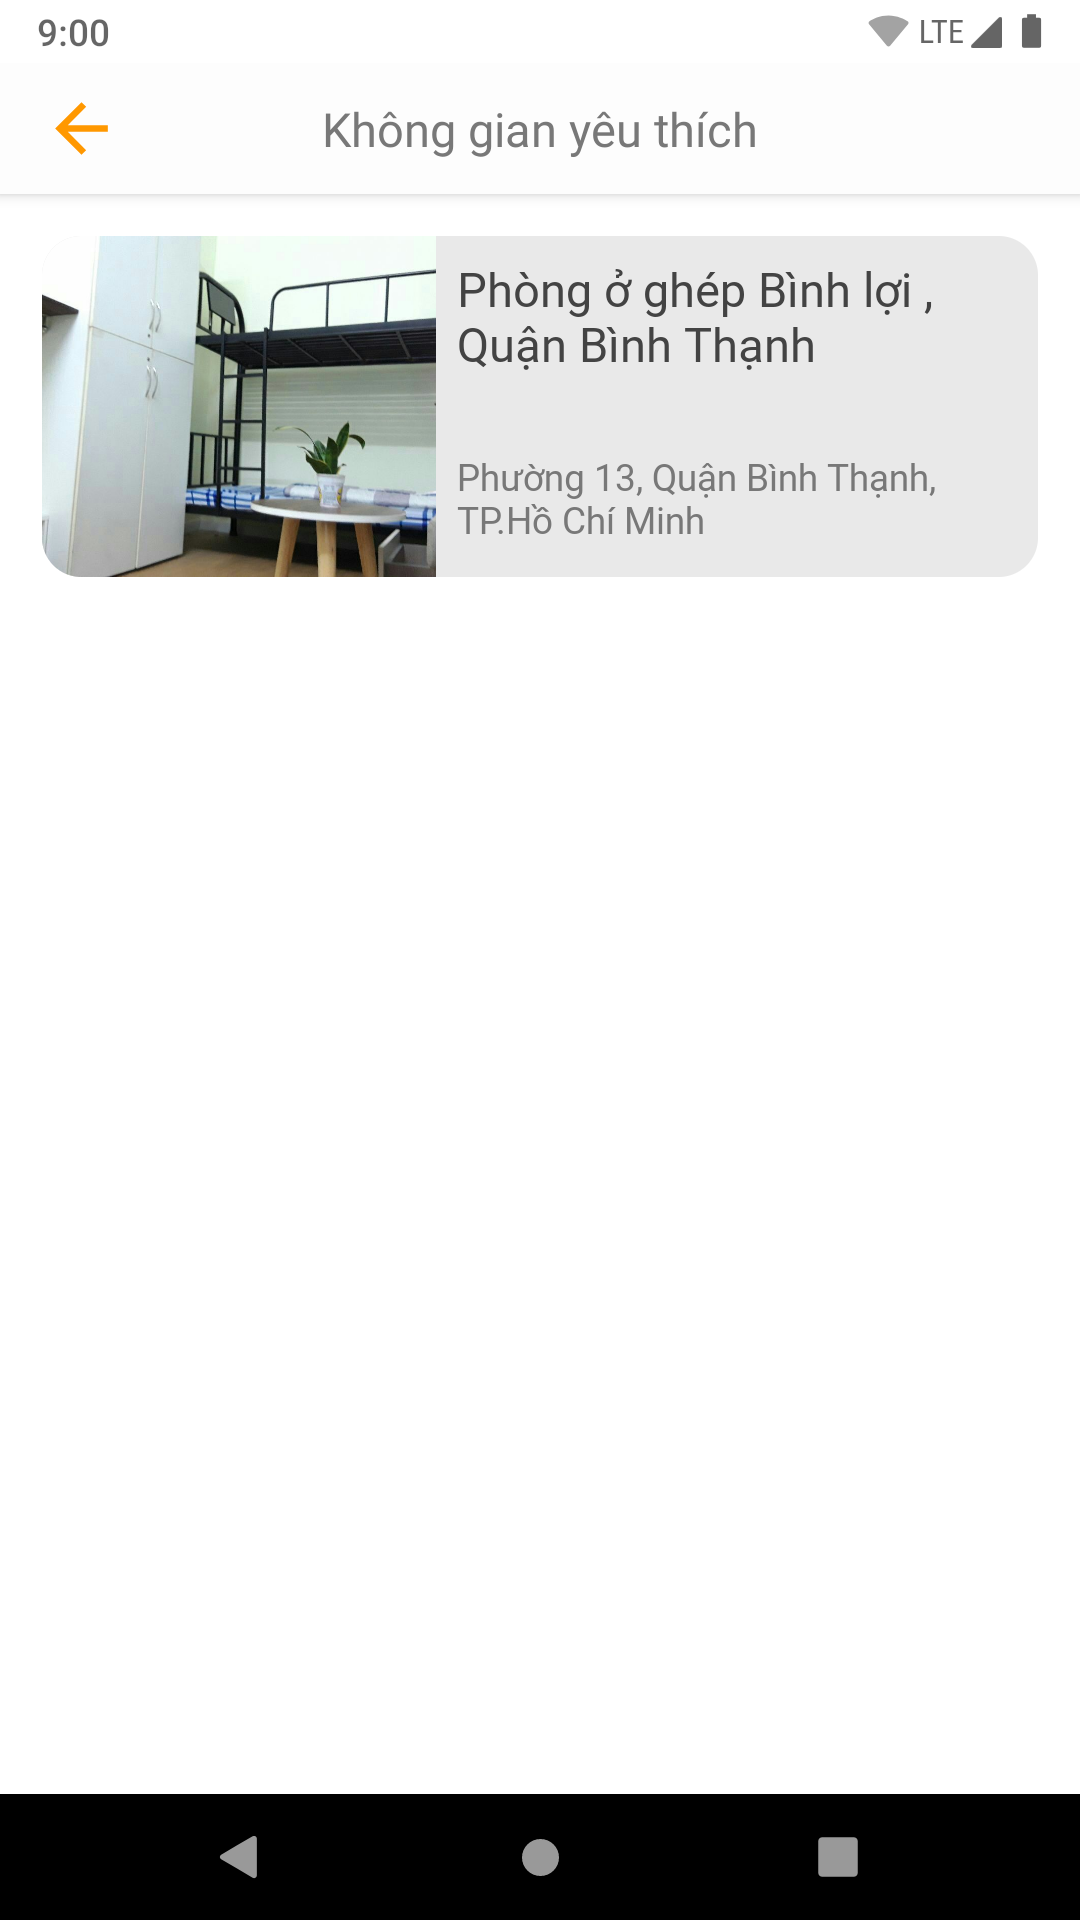 9:00
LTE
Không gian yêu thích
Phòng ở ghép Bình lợi ,
Quận Bình Thạnh
Phường 13, Quận Bình Thạnh,
TP.Hồ Chí Minh